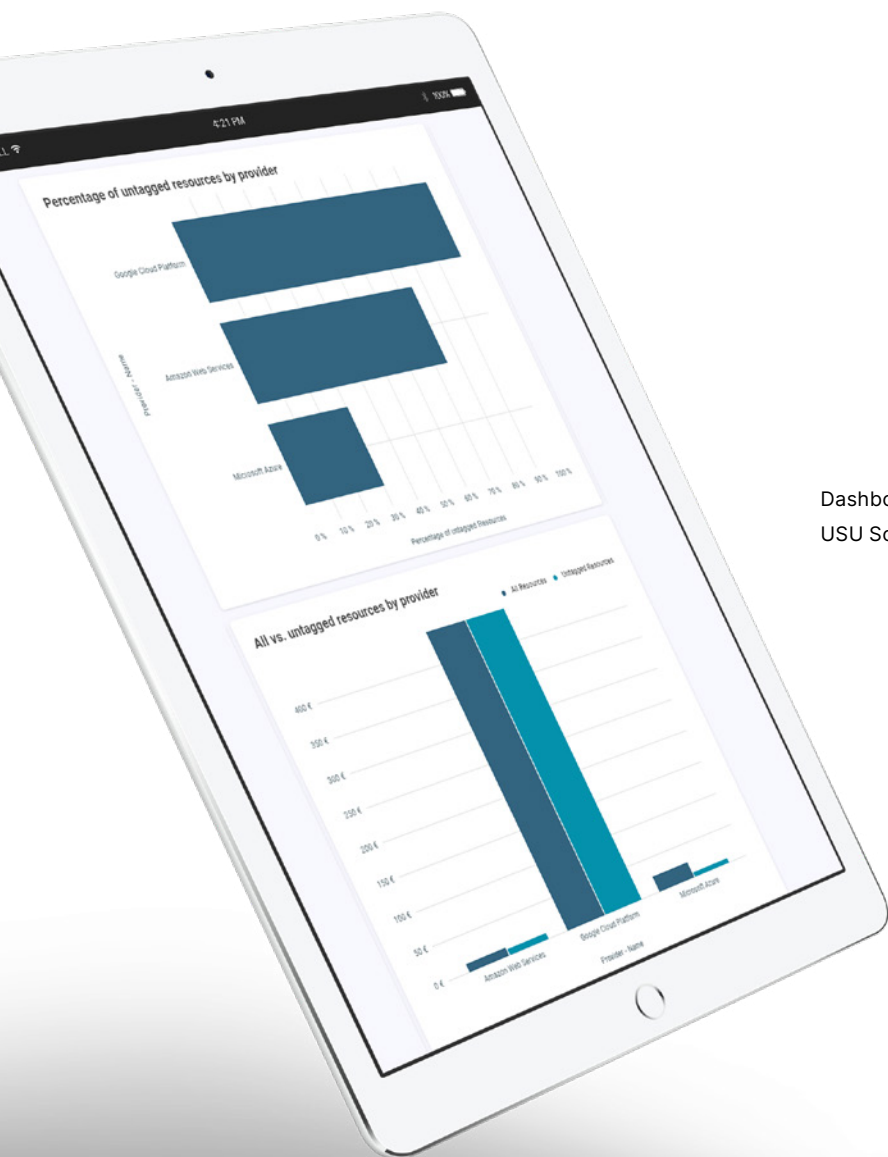 4:21 PM
100%
Percentage of untagged resources by provider
Google Cloud Platform
Amazon Web Services
Microsoft Azure
Provider - Name
0 % 10 % 20 % 30 % 40 % 50 % 60 % 70 % 80 % 90 % 100 %
Percentage of untagged Resources
All vs. untagged resources by provider
All Resources Untagged Resources
400 €
350 €
300 €
250 €
200 €
150 €
100 €
50 €
0 €
Amazon Web Services Google Cloud Platform Microsoft Azure
Provider - Name
Dashbo
USU So